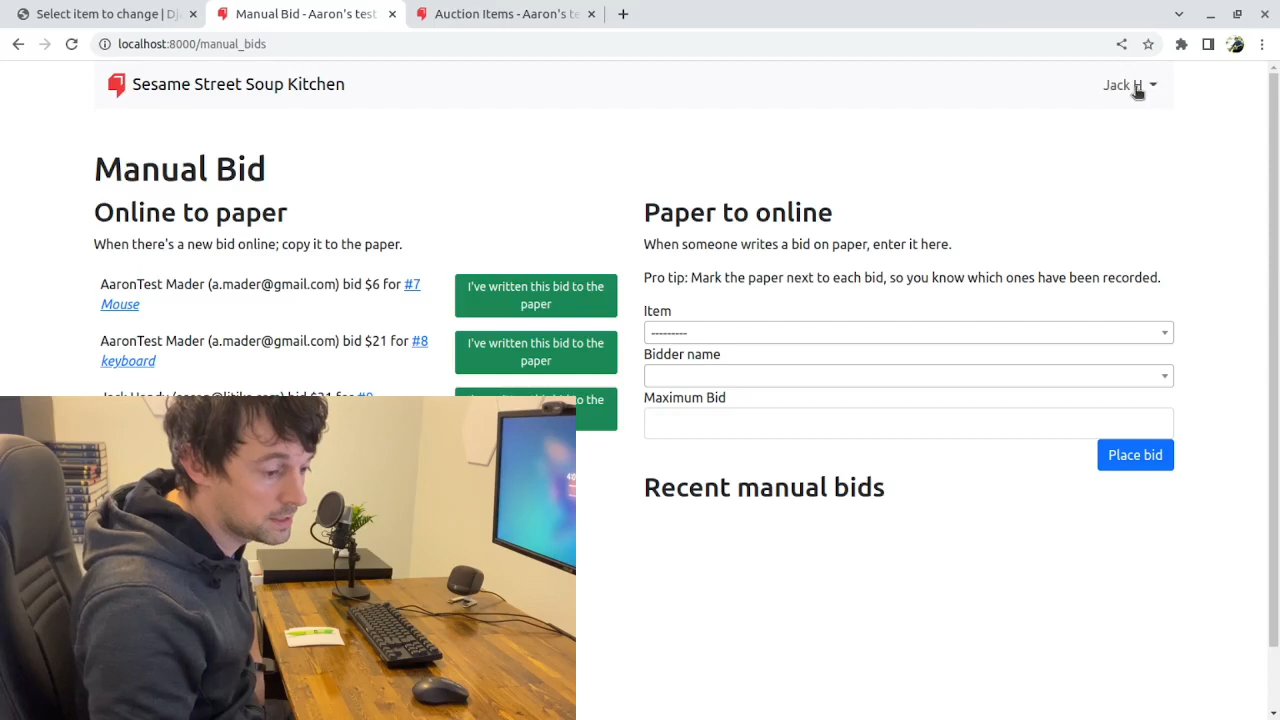 Select item to change | Dj
Manual Bid - Aaron's test
Auction Items - Aaron's te
localhost:8000/manual_bids
Sesame Street Soup Kitchen
Jack H
Manual Bid
Online to paper
When there's a new bid online; copy it to the paper.
AaronTest Mader (a.mader@gmail.com) bid $6 for #7
Mouse
I've written this bid to the
paper
AaronTest Mader (a.mader@gmail.com) bid $21 for #8
keyboard
I've written this bid to the
paper
Paper to online
When someone writes a bid on paper, enter it here.
Pro tip: Mark the paper next to each bid, so you know which ones have been recorded.
Item
---------
Bidder name
Maximum Bid
Place bid
Recent manual bids